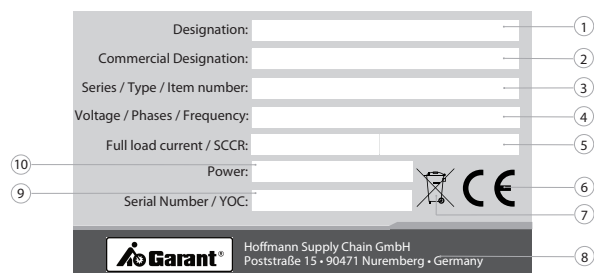 Designation:
1
Commercial Designation:
2
Series / Type / Item number:
3
Voltage / Phases / Frequency:
4
Full load current / SCCR:
5
10
Power:
6
9
Serial Number / YOC:
7
CE
Garant®
Hoffmann Supply Chain GmbH
Poststraße 15 • 90471 Nuremberg • Germany
8